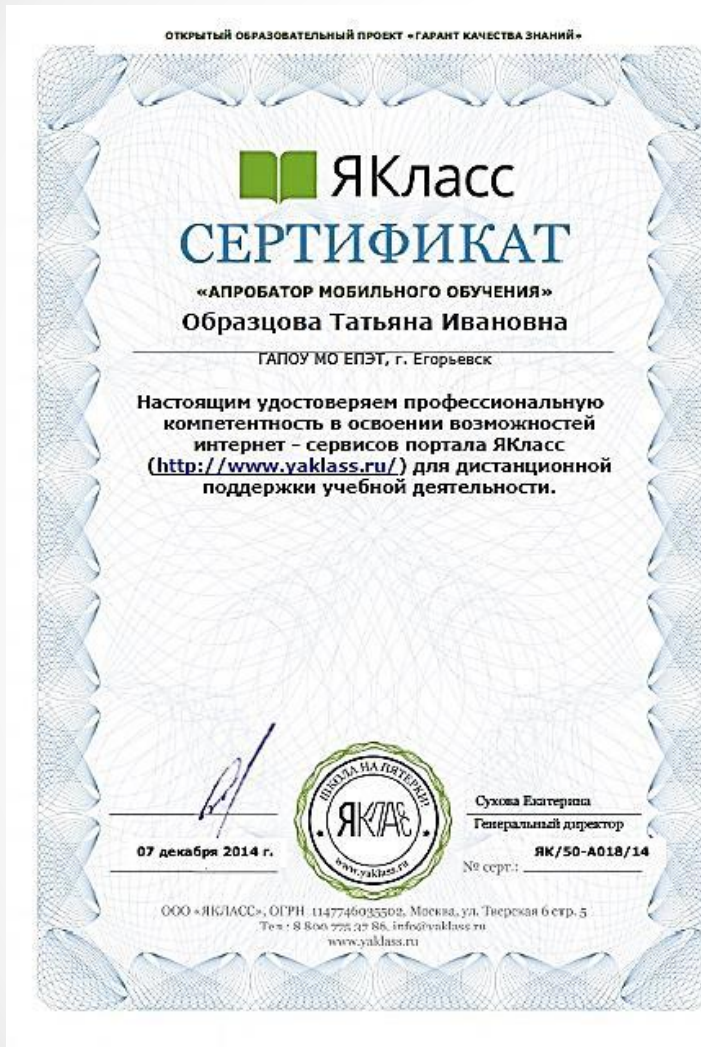 ОТКРЫТЫЙ ОБРАЗОВАТЕЛЬНЫЙ ПРОЕКТ «ГАРАНТ КАЧЕСТВА ЗНАНИЙ»
ЯКласс
СЕРТИФИКАТ
«АПРОБАТОР МОБИЛЬНОГО ОБУЧЕНИЯ»
Образцова Татьяна Ивановна
ГАПОУ МО ЕПЭТ, г. Егорьевск
Настоящим удостоверяем профессиональную
компетентность в освоении возможностей
интернет – сервисов портала ЯКласс
(http://www.yaklass.ru/) для дистанционной
поддержки учебной деятельности.
ШКОЛА НА ПЯТЕРКИ!
ЯКЛАСС
www.yaklass.ru
Сухова Екатерина
Генеральный директор
07 декабря 2014 г.
ЯК/50-А018/14
№ серт.:
ООО «ЯКЛАСС», ОГРН 1147746035502, Москва, ул. Тверская 6 стр. 5
Тел.: 8 800 775 37 86, info@yaklass.ru
www.yaklass.ru